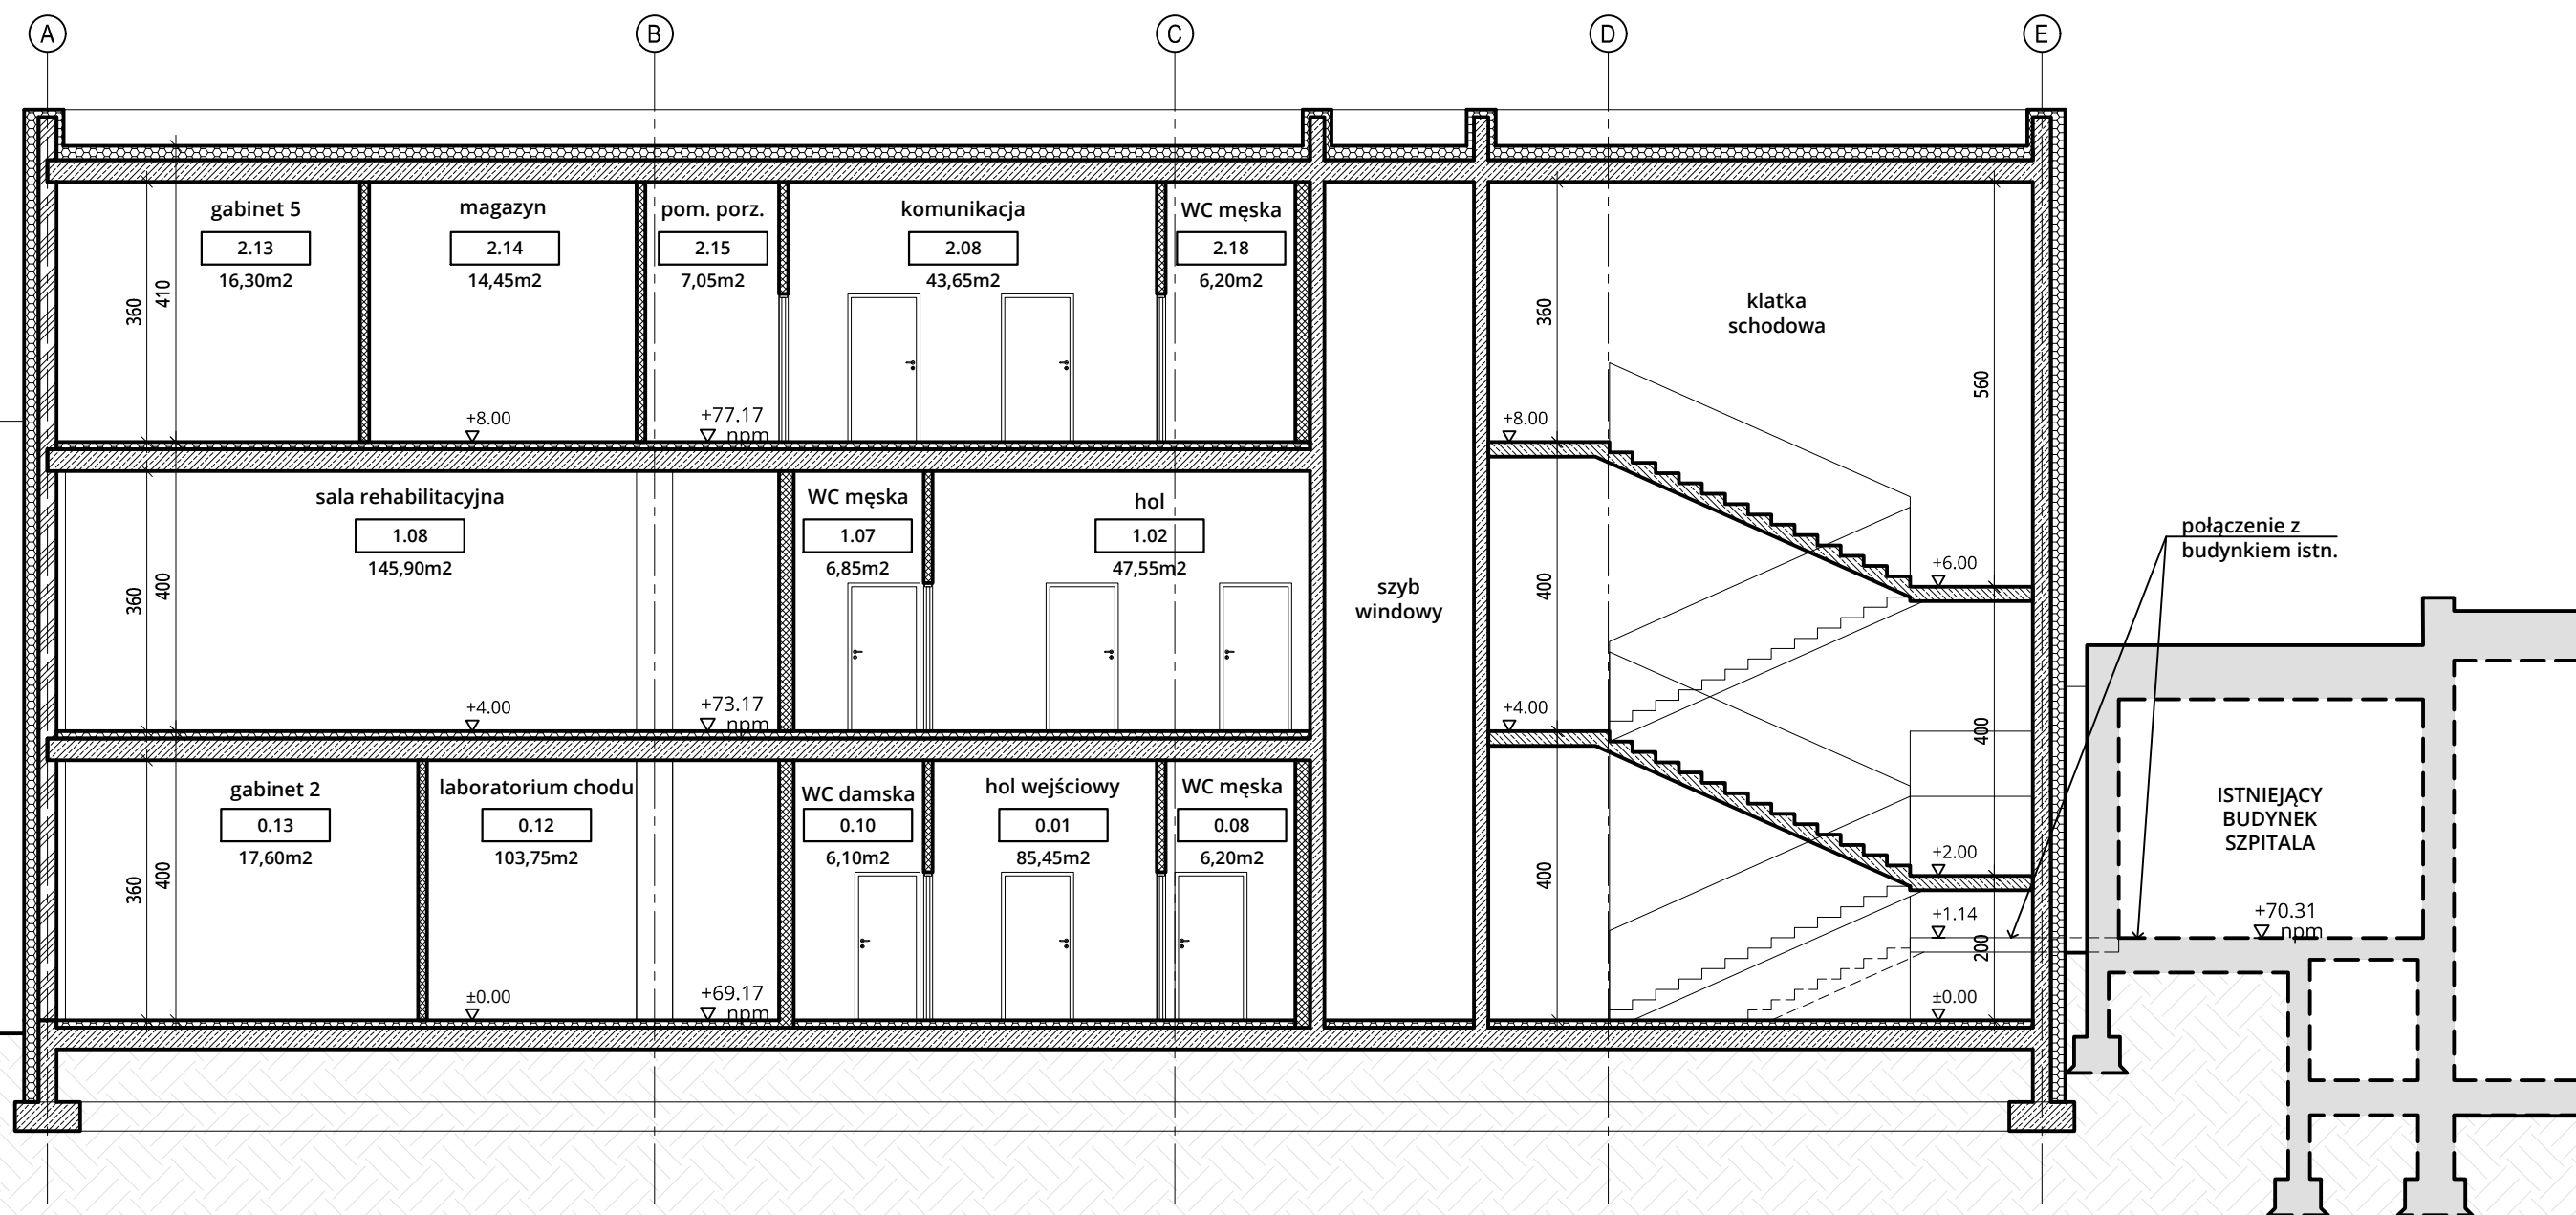 A
B
C
D
E
gabinet 5
2.13
16,30m2
magazyn
2.14
14,45m2
pom. porz.
2.15
7,05m2
komunikacja
2.08
43,65m2
WC męska
2.18
6,20m2
360
410
+8.00
+77.17
npm
360
klatka
schodowa
560
+8.00
sala rehabilitacyjna
1.08
145,90m2
WC męska
1.07
6,85m2
hol
1.02
47,55m2
360
400
+4.00
+73.17
npm
szyb
windowy
400
+6.00
+4.00
400
połączenie z
budynkiem istn.
gabinet 2
0.13
17,60m2
laboratorium chodu
0.12
103,75m2
WC damska
0.10
6,10m2
hol wejściowy
0.01
85,45m2
WC męska
0.08
6,20m2
360
400
±0.00
+69.17
npm
400
+2.00
+1.14
200
±0.00
ISTNIEJĄCY
BUDYNEK
SZPITALA
+70.31
npm